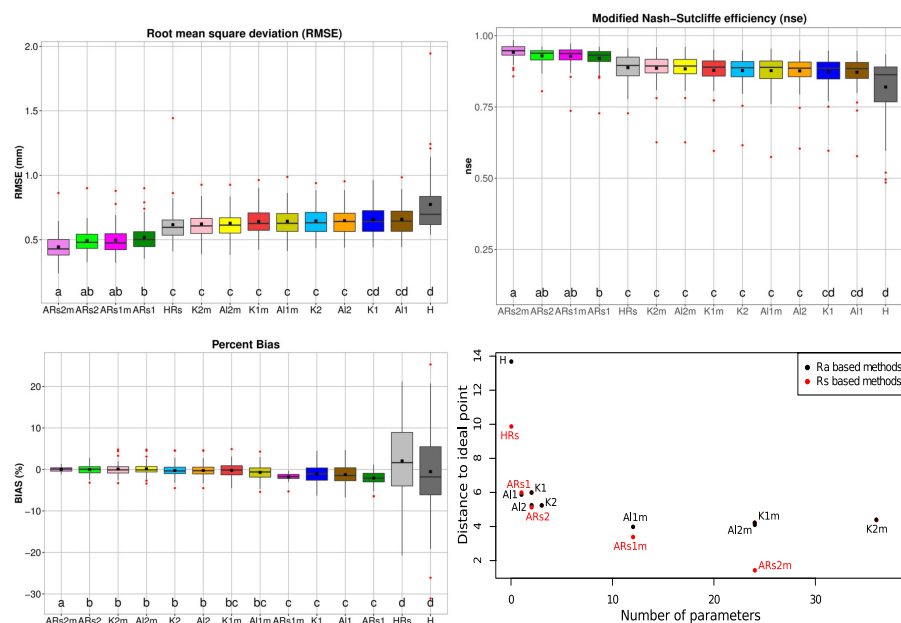 Root mean square deviation (RMSE)
2.0
1.5
1.0
0.5
RMSE (mm)
a ab ab b c c c c c c c cd cd d
ARs2m ARs2 ARs1m ARs1 HRs K2m Al2m K1m Al1m K2 Al2 K1 Al1 H
Modified Nash−Sutcliffe efficiency (nse)
1.00
0.75
0.50
0.25
nse
a ab ab b c c c c c c c cd cd d
ARs2m ARs2 ARs1m ARs1 HRs K2m Al2m K1m K2 Al1m Al2 K1 Al1 H
Percent Bias
20
10
0
−10
−20
−30
BIAS (%)
a b b b b b bc bc c c c c d d
ARs2m ARs2 K2m Al2m K2 Al2 K1m Al1m ARs1m K1 Al1 ARs1 HRs H
14
12
10
8
6
4
2
Distance to ideal point
Ra based methods
Rs based methods
H
HRs
ARs1
K1
Al1
Al2
K2
ARs2
Al1m
ARs1m
K1m
Al2m
ARs2m
K2m
0 10 20 30
Number of parameters